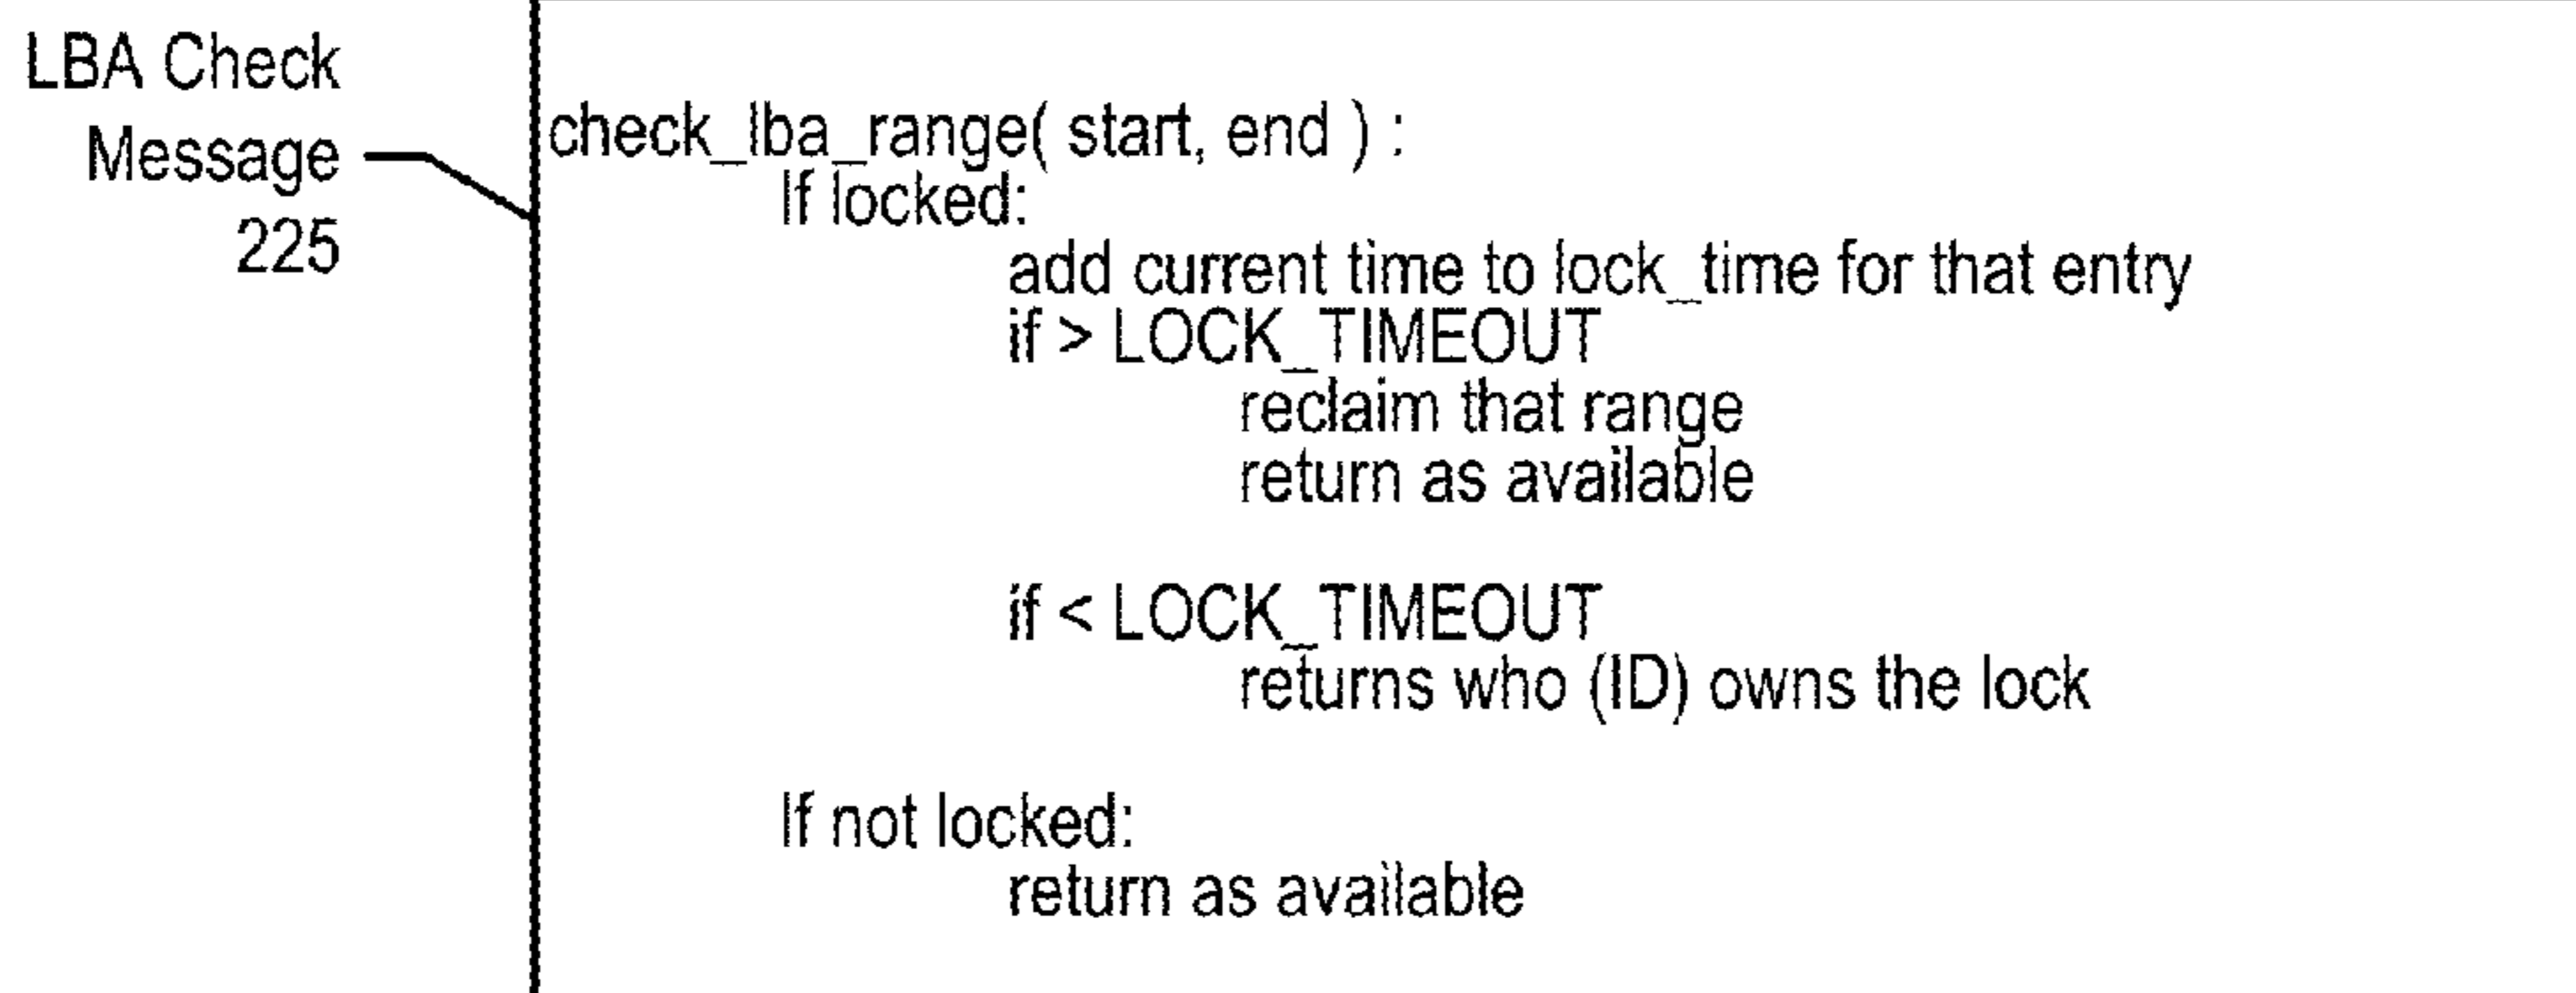 LBA Check
Message
225
check_lba_range( start, end ) :
If locked:
add current time to lock_time for that entry
if > LOCK_TIMEOUT
reclaim that range
return as available
if < LOCK_TIMEOUT
returns who (ID) owns the lock
If not locked:
return as available